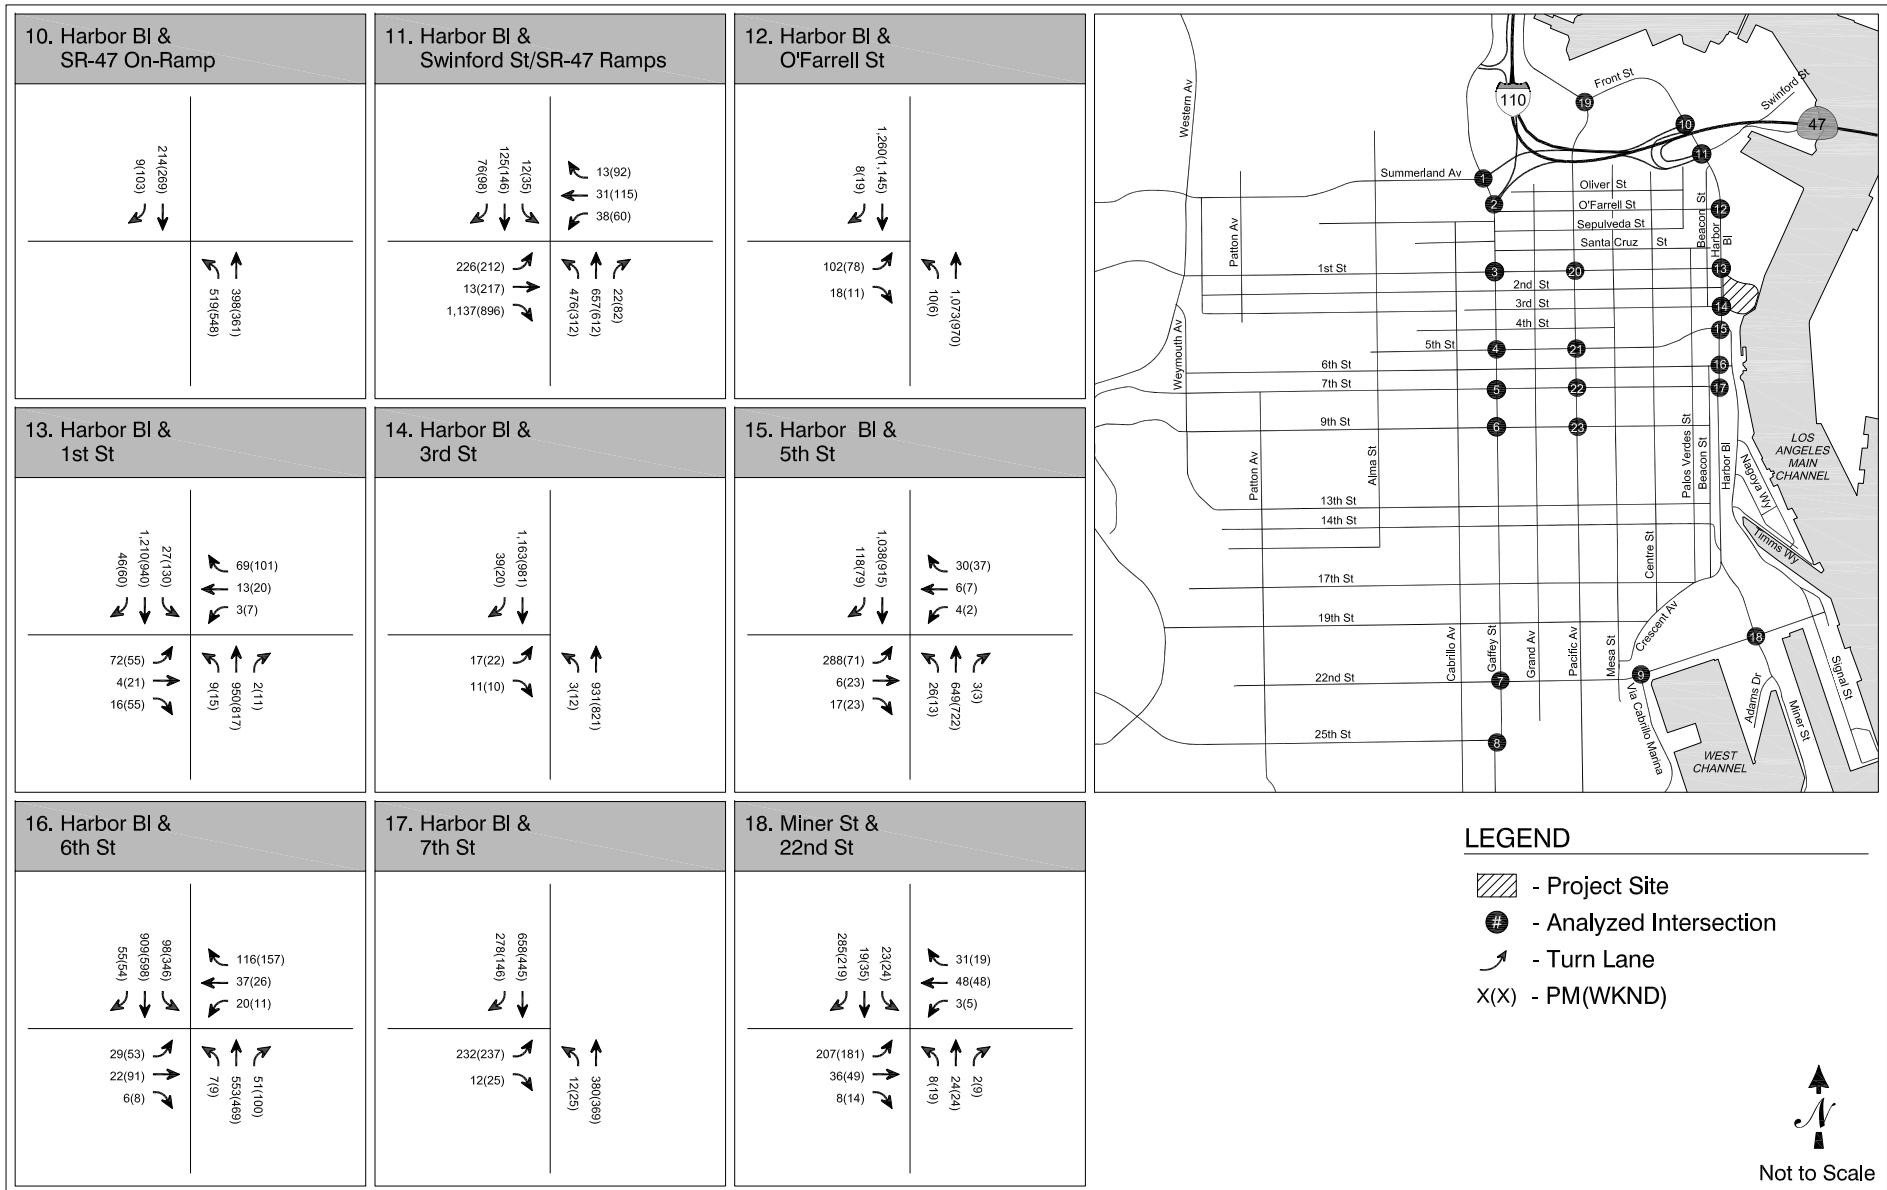 10. Harbor Bl &
SR-47 On-Ramp
9(103)
214(269)
519(548)
398(361)
11. Harbor Bl &
Swinford St/SR-47 Ramps
76(98)
125(146)
12(35)
13(92)
31(115)
38(60)
226(212)
13(217)
1,137(896)
476(312)
657(612)
22(82)
12. Harbor Bl &
O'Farrell St
8(19)
1,260(1,145)
102(78)
18(11)
10(6)
1,073(970)
13. Harbor Bl &
1st St
46(60)
1,210(940)
27(130)
69(101)
13(20)
3(7)
72(55)
4(21)
16(55)
9(15)
950(817)
2(11)
14. Harbor Bl &
3rd St
39(20)
1,163(981)
17(22)
11(10)
3(12)
931(821)
15. Harbor Bl &
5th St
118(79)
1,038(915)
30(37)
6(7)
4(2)
288(71)
6(23)
17(23)
26(13)
649(722)
3(3)
16. Harbor Bl &
6th St
55(54)
909(598)
98(346)
116(157)
37(26)
20(11)
29(53)
22(91)
6(8)
7(9)
553(469)
51(100)
17. Harbor Bl &
7th St
278(146)
658(445)
232(237)
12(25)
12(25)
380(369)
18. Miner St &
22nd St
285(219)
19(35)
23(24)
31(19)
48(48)
3(5)
207(181)
36(49)
8(14)
8(19)
24(24)
2(9)
Western Av
110
19
Front St
Swinford St
10
47
11
Summerland Av
1
2
Oliver St
O'Farrell St
12
Sepulveda St
Santa Cruz St
Beacon St
Harbor Bl
Patton Av
1st St
3
20
13
2nd St
3rd St
14
4th St
15
5th St
4
21
6th St
16
7th St
5
22
17
Weymouth Av
9th St
6
23
Patton Av
Alma St
Palos Verdes St
Beacon St
Harbor Bl
LOS
ANGELES
MAIN
CHANNEL
Nagoya Wy
13th St
14th St
Timms Wy
Centre St
17th St
19th St
Crescent Av
Cabrillo Av
Gaffey St
Grand Av
Pacific Av
Mesa St
18
22nd St
7
9
Via Cabrillo Marina
Adams Dr
Miner St
Signal St
25th St
8
WEST
CHANNEL
LEGEND
- Project Site
# - Analyzed Intersection
- Turn Lane
X(X) - PM(WKND)
N
Not to Scale